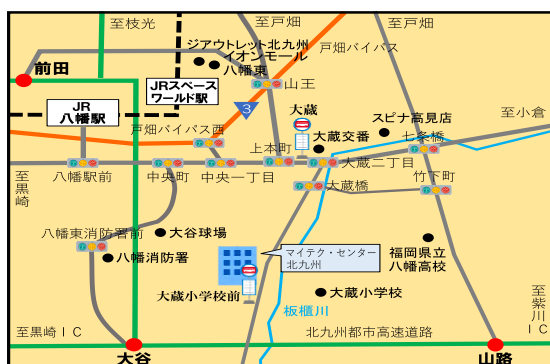 至枝光
至戸畑
至戸畑
ジアウトレット北九州
イオンモール
八幡東
戸畑バイパス
前田
山王
JRスペース
ワールド駅
JR
八幡駅
3
大蔵
スピナ高見店
至小倉
戸畑バイパス西
大蔵交番
七条橋
上本町
八幡駅前
中央町
中央一丁目
大蔵二丁目
至黒崎
大蔵橋
竹下町
八幡東消防署前
大谷球場
マイテク・センター
北九州
福岡県立
八幡高校
八幡消防署
大蔵小学校前
大蔵小学校
板櫃川
至紫川IC
至黒崎IC
北九州都市高速道路
大谷
山路